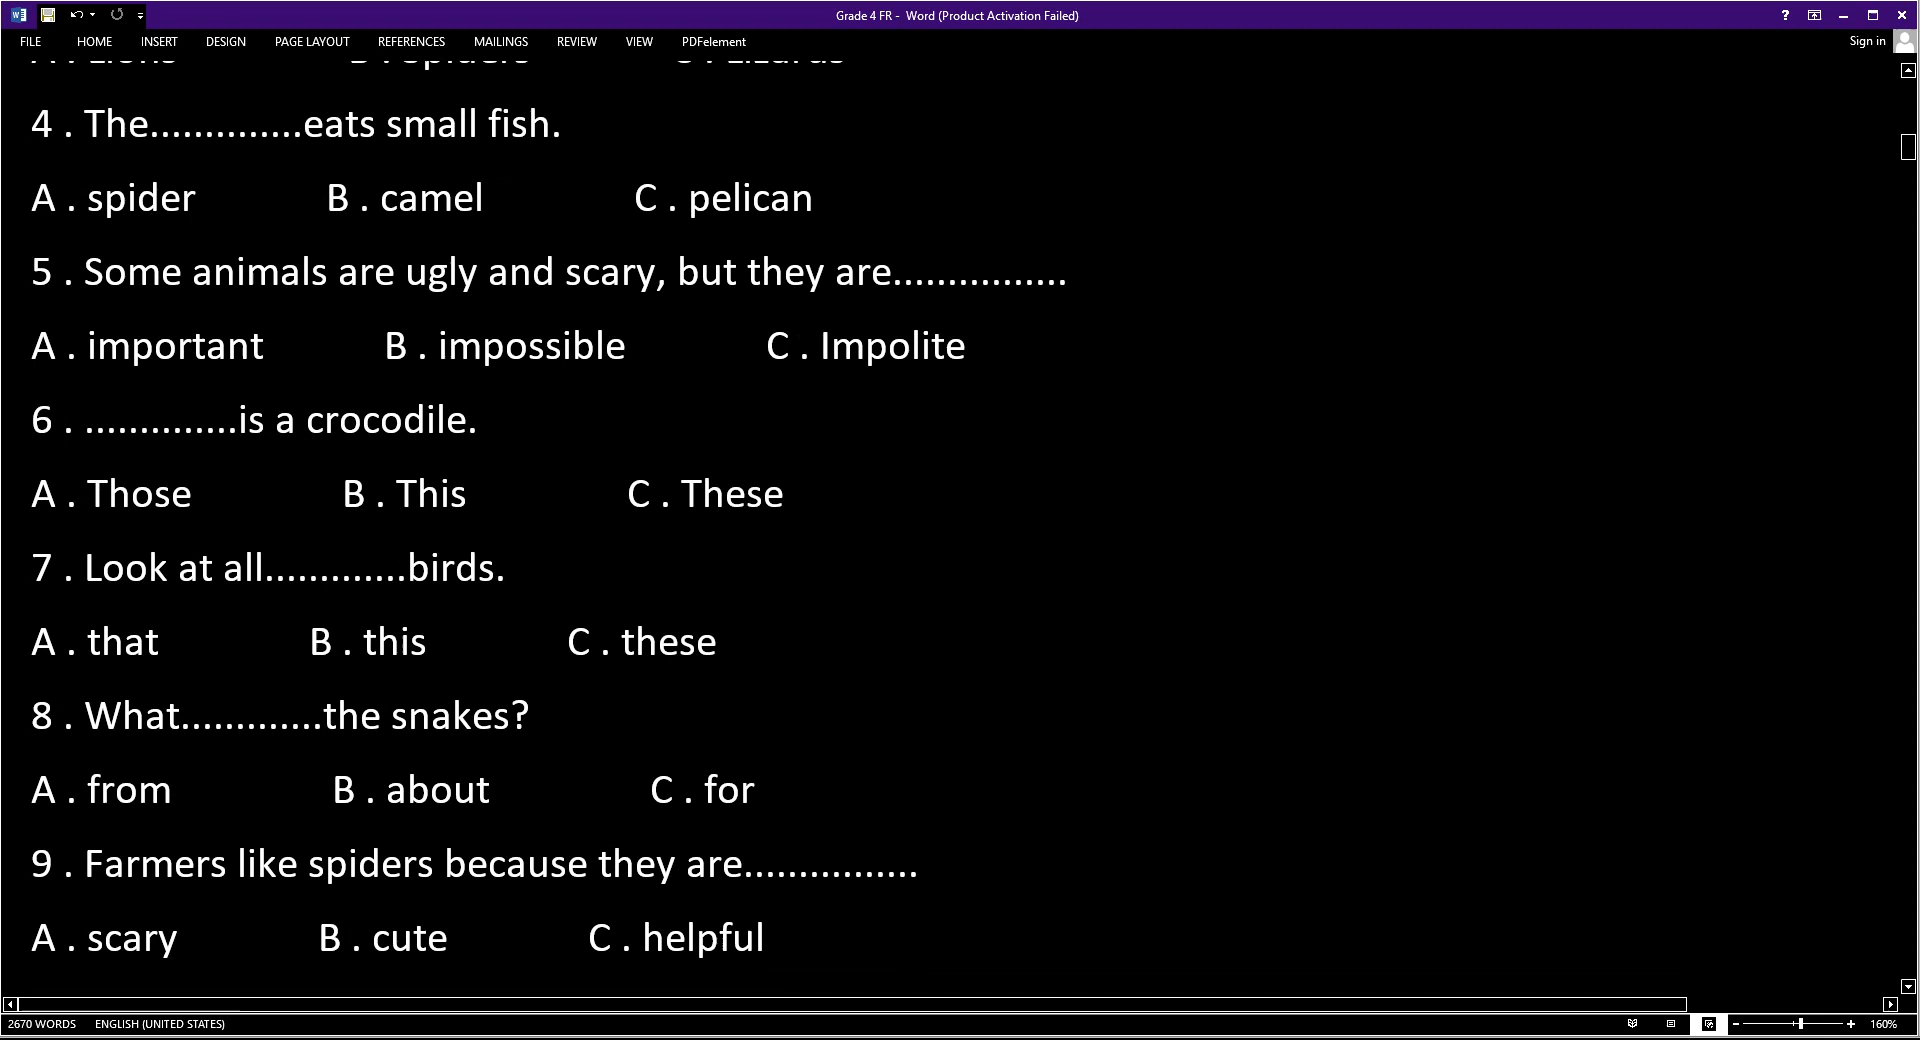 Grade 4 FR - Word (Product Activation Failed)
FILE HOME INSERT DESIGN PAGE LAYOUT REFERENCES MAILINGS REVIEW VIEW PDFelement Sign in
4 . The..............eats small fish.
A . spider B . camel C . pelican
5 . Some animals are ugly and scary, but they are................
A . important B . impossible C . Impolite
6 . ..............is a crocodile.
A . Those B . This C . These
7 . Look at all.............birds.
A . that B . this C . these
8 . What.............the snakes?
A . from B . about C . for
9 . Farmers like spiders because they are................
A . scary B . cute C . helpful
2670 WORDS ENGLISH (UNITED STATES) 160%